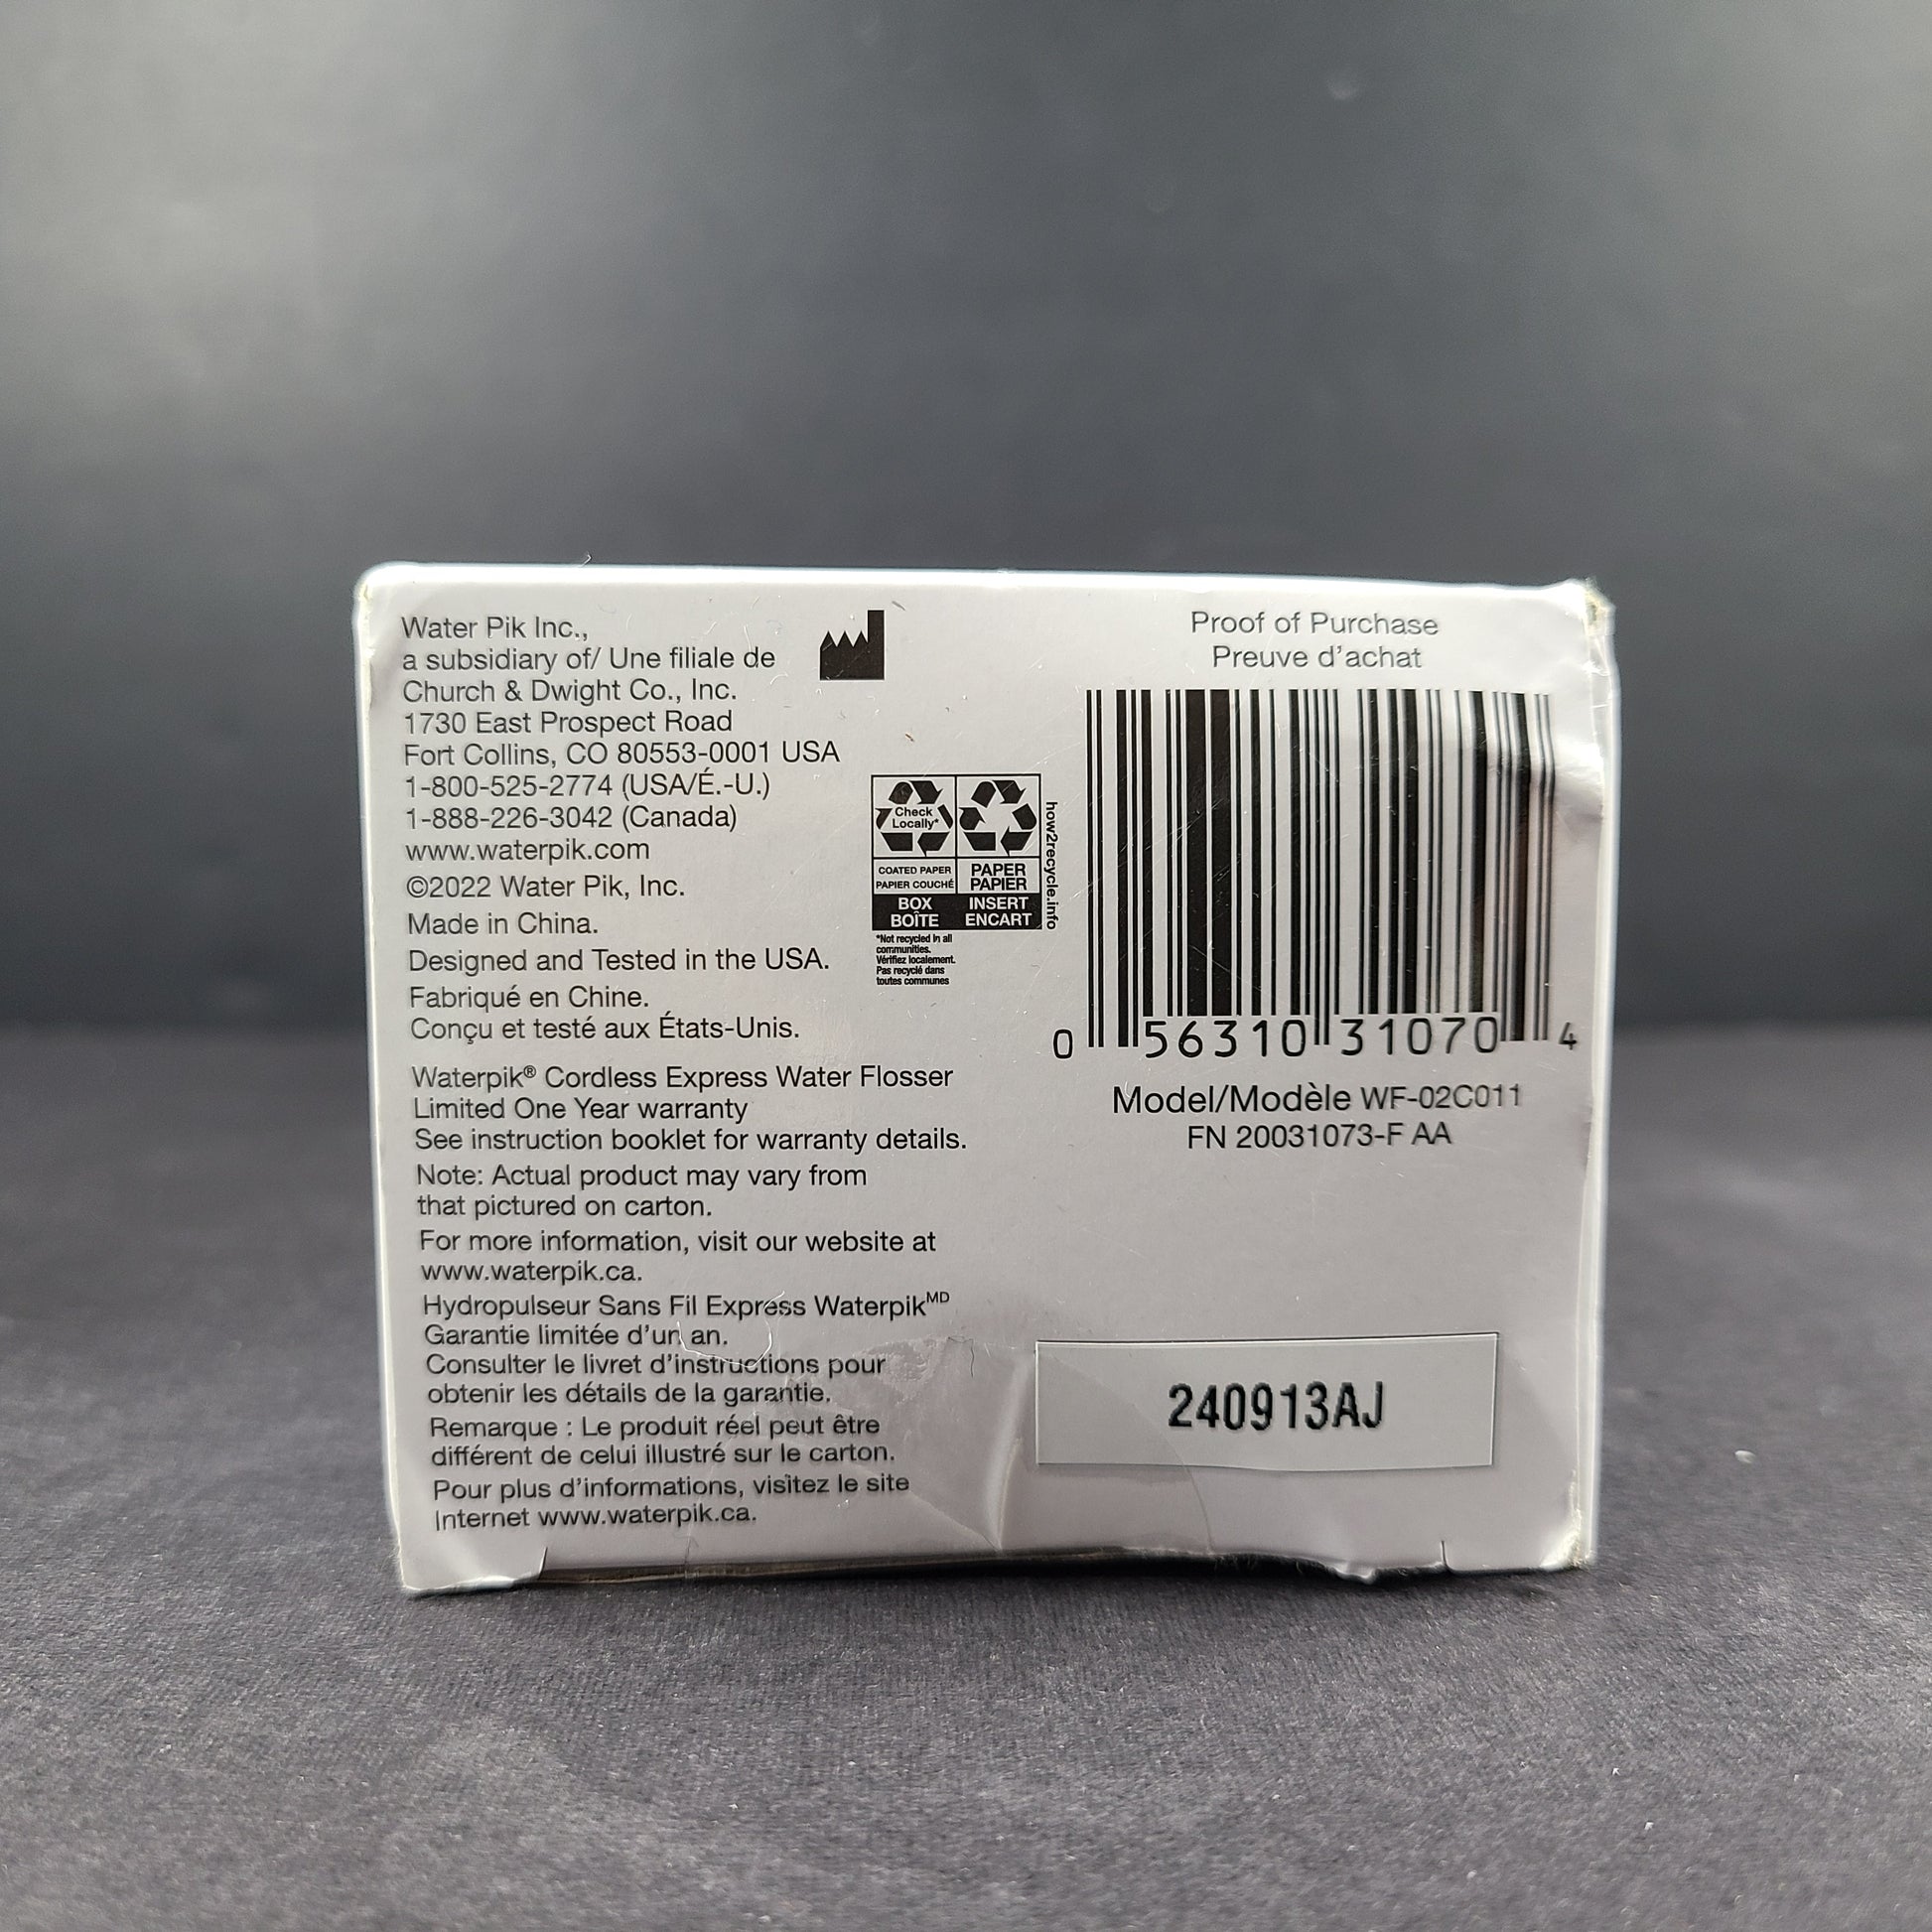 Water Pik Inc.,
a subsidiary of/ Une filiale de
Church & Dwight Co., Inc.
1730 East Prospect Road
Fort Collins, CO 80553-0001 USA
1-800-525-2774 (USA/É.-U.)
1-888-226-3042 (Canada)
www.waterpik.com
©2022 Water Pik, Inc.
Made in China.
Designed and Tested in the USA.
Fabriqué en Chine.
Conçu et testé aux États-Unis.
Waterpik® Cordless Express Water Flosser
Limited One Year warranty
See instruction booklet for warranty details.
Note: Actual product may vary from
that pictured on carton.
For more information, visit our website at
www.waterpik.ca.
Hydropulseur Sans Fil Express Waterpik^MD
Garantie limitée d'un an.
Consulter le livret d'instructions pour
obtenir les détails de la garantie.
Remarque : Le produit réel peut être
différent de celui illustré sur le carton.
Pour plus d'informations, visitez le site
Internet www.waterpik.ca.
Check
Locally*
COATED PAPER
PAPIER COUCHÉ
BOX
BOÎTE
PAPER
PAPIER
INSERT
ENCART
how2recycle.info
*Not recycled in all
communities.
Vérifiez localement.
Pas recyclé dans
toutes communes
Proof of Purchase
Preuve d'achat
0 56310 31070 4
Model/Modèle WF-02C011
FN 20031073-F AA
240913AJ